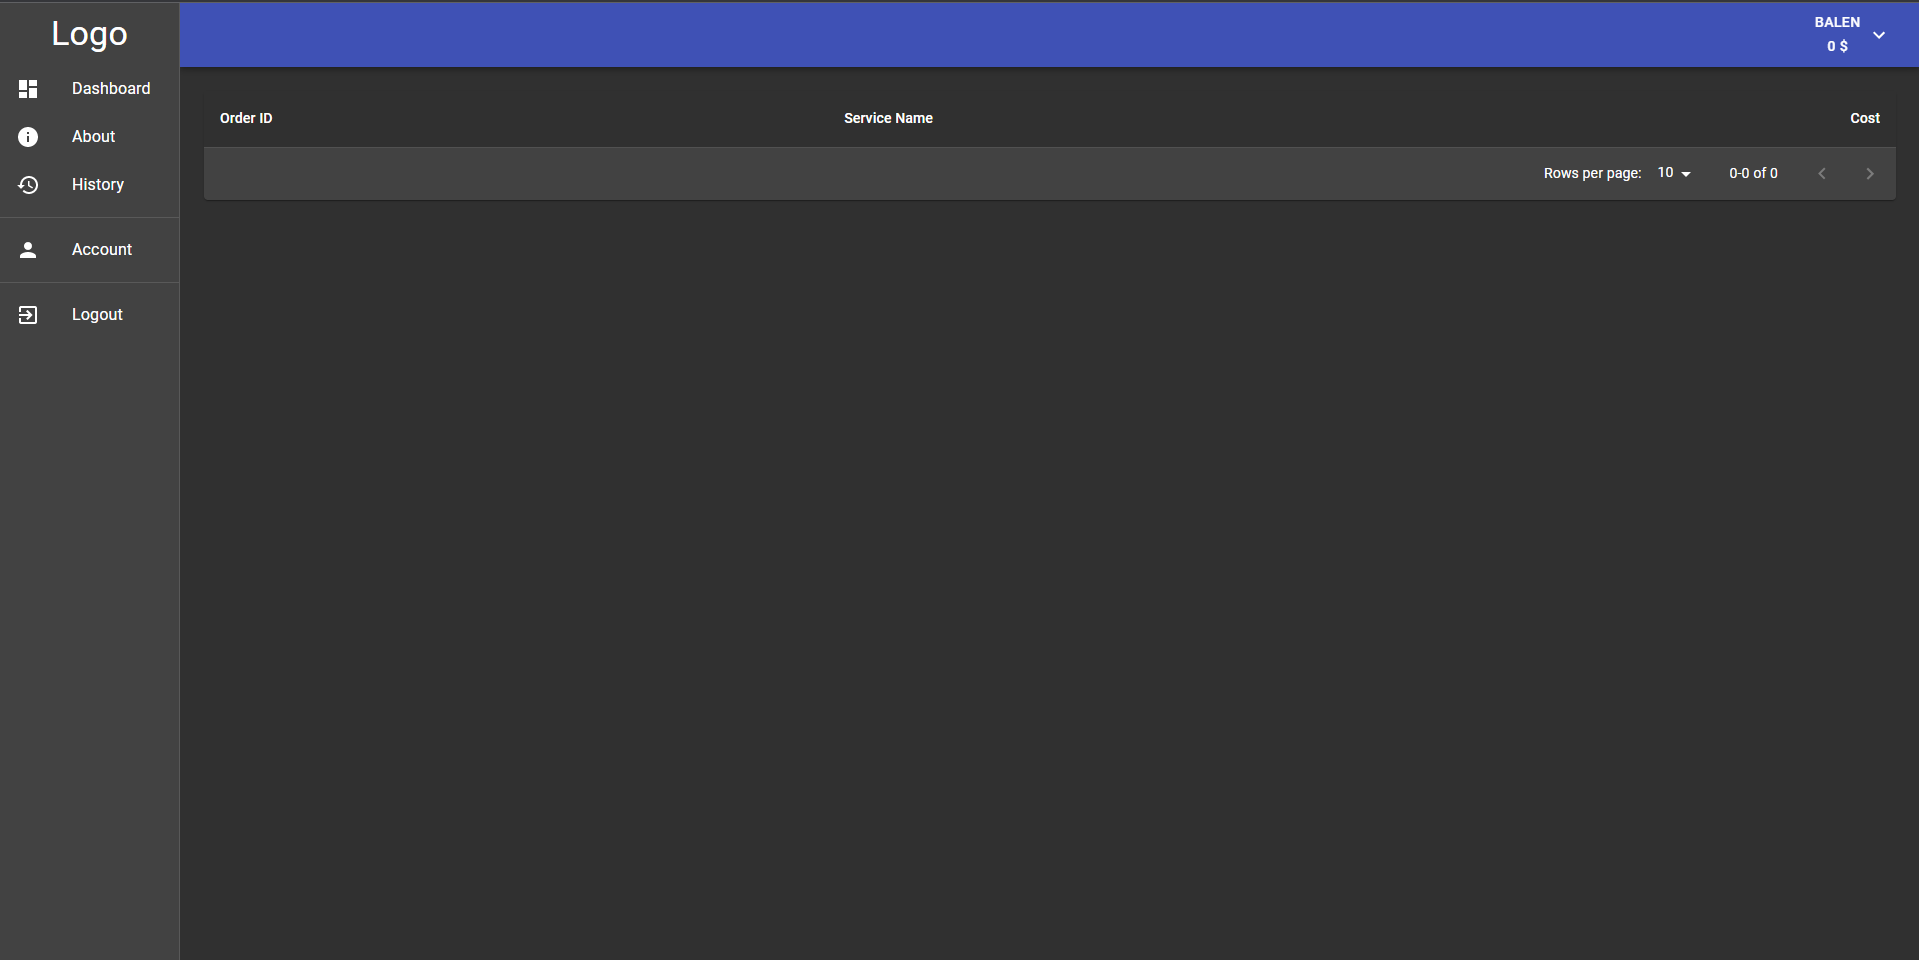 Logo
Dashboard
About
History
Account
Logout
BALEN
0 $
Order ID Service Name Cost
Rows per page: 10 0-0 of 0